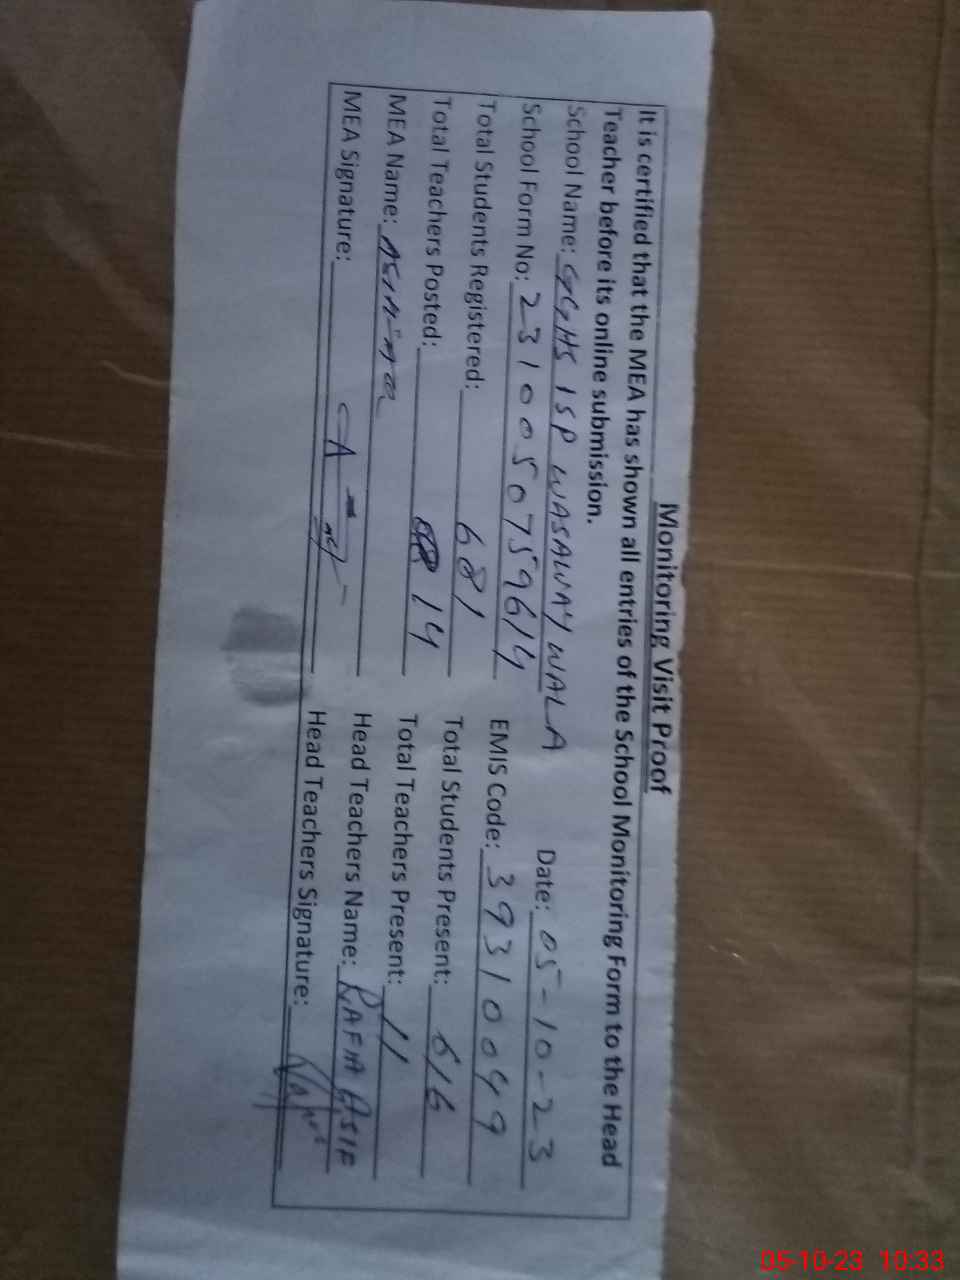 Monitoring Visit Proof
It is certified that the MEA has shown all entries of the School Monitoring Form to the Head
Teacher before its online submission.
School Name: GGHS ISP WASAWAY WALA Date: 05-10-23
School Form No: 2310050759614 EMIS Code: 39310049
Total Students Registered: 681 Total Students Present: 616
Total Teachers Posted: 14 Total Teachers Present: 11
MEA Name: Head Teachers Name: RAFIA ASIF
MEA Signature: Head Teachers Signature:
05-10-23 10:33